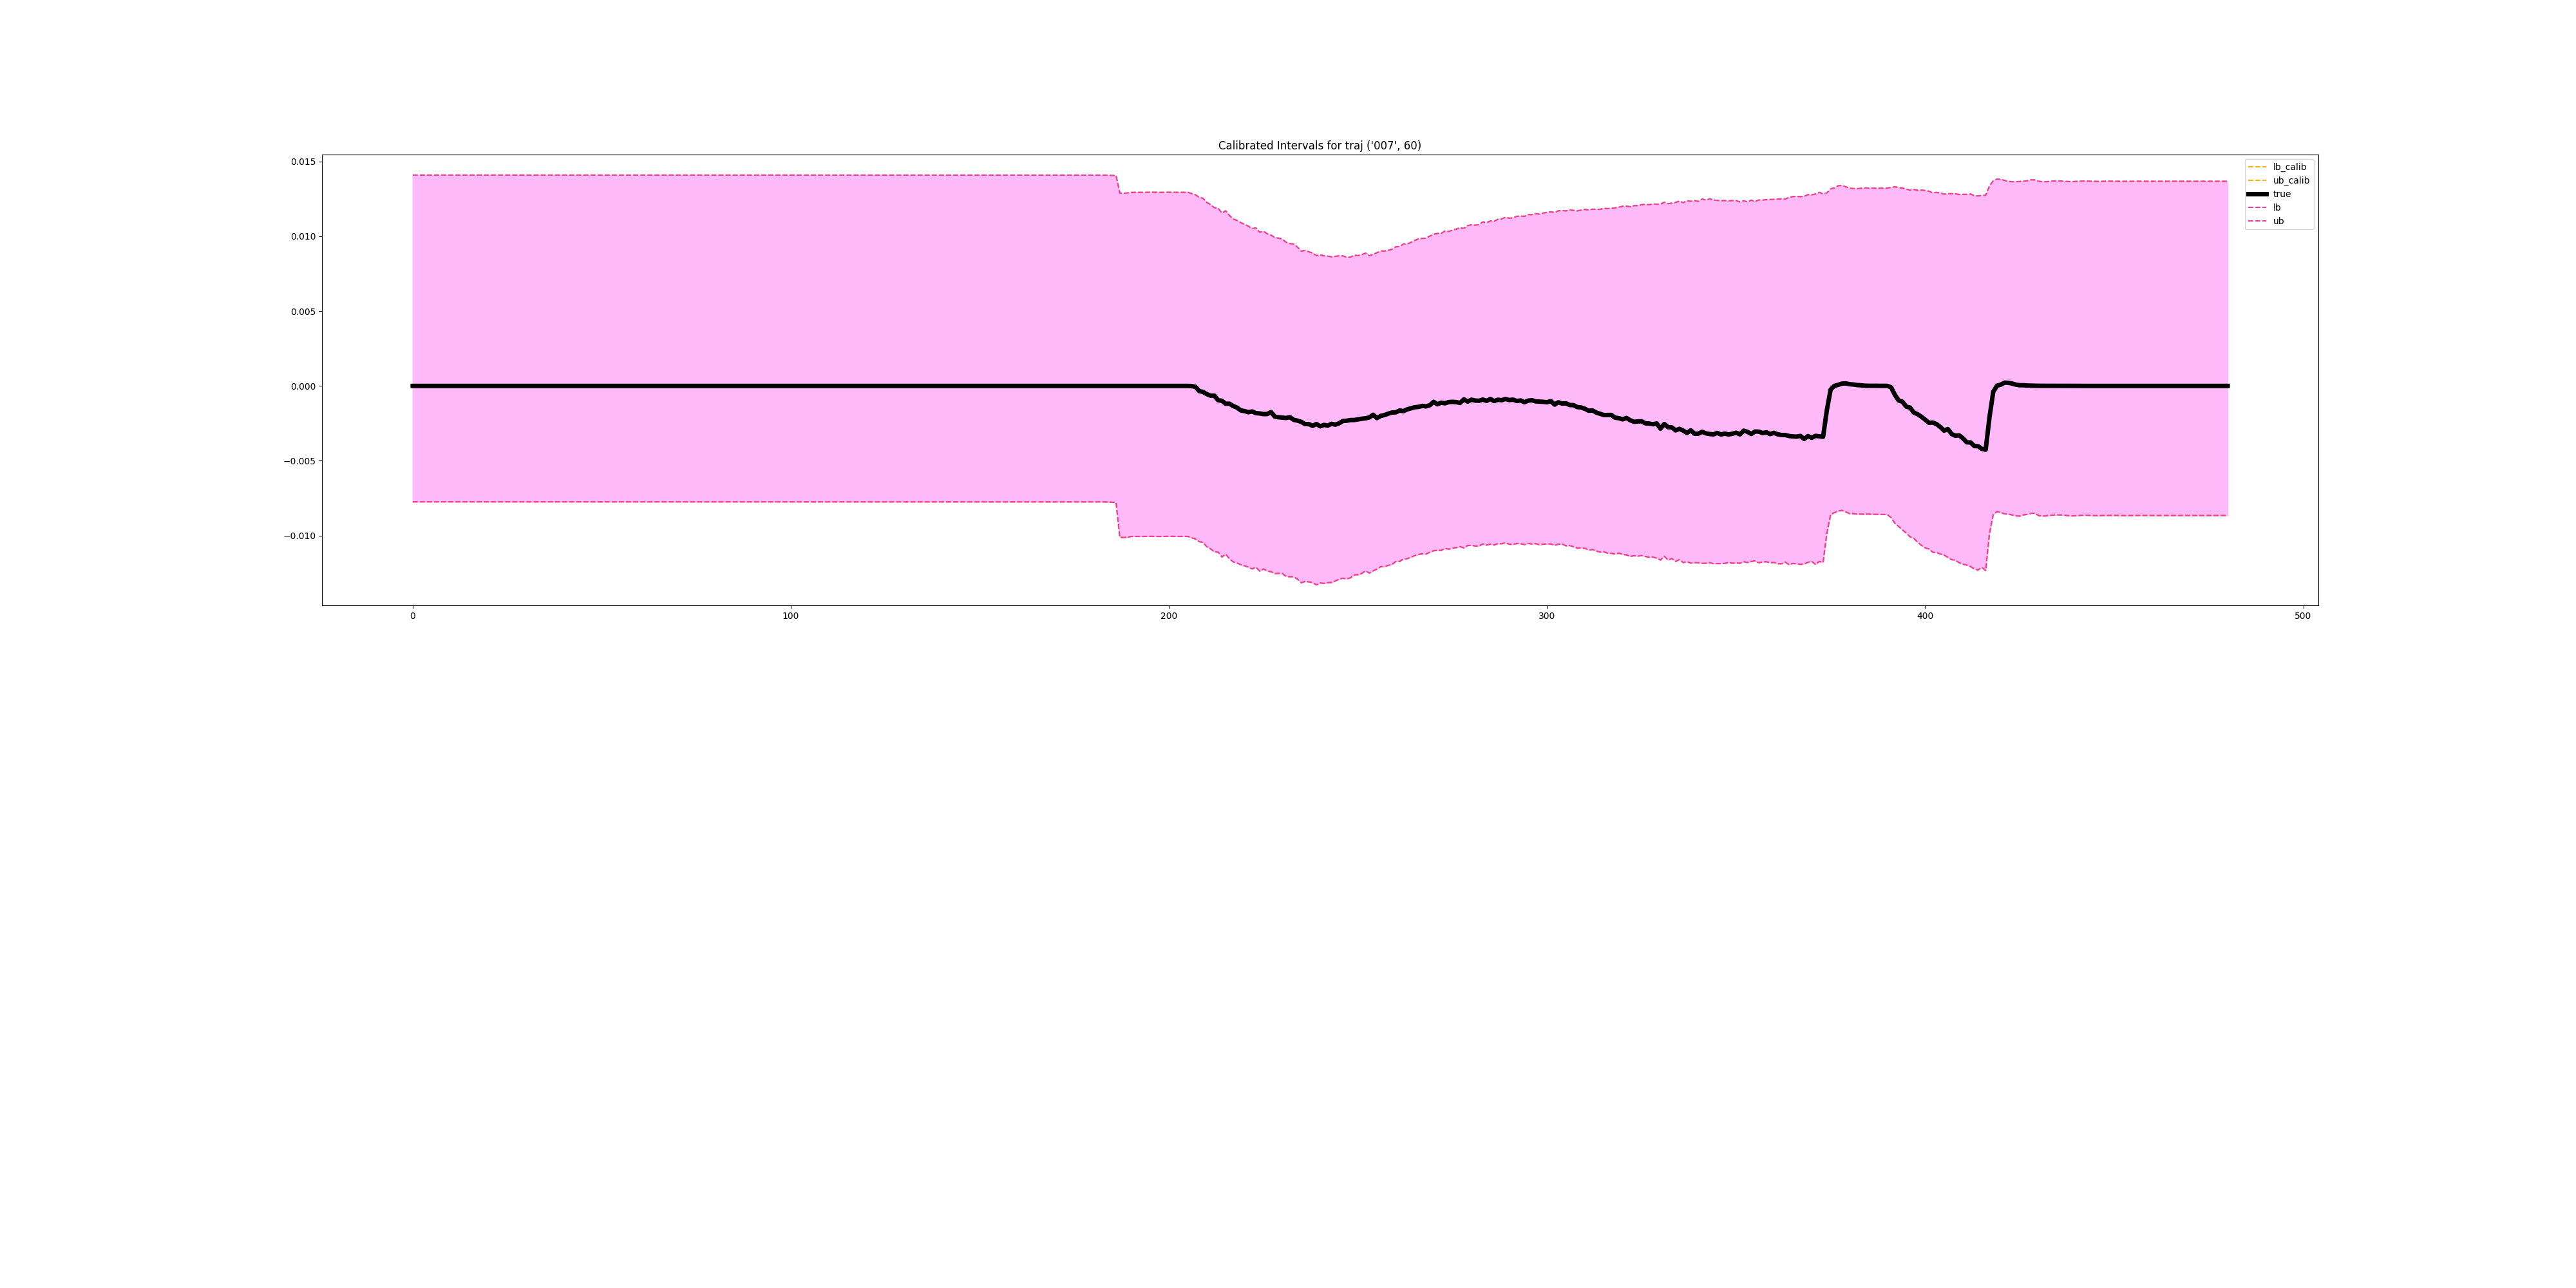 Calibrated Intervals for traj ('007', 60)
0.015
0.010
0.005
0.000
−0.005
−0.010
lb_calib
ub_calib
true
lb
ub
0 100 200 300 400 500